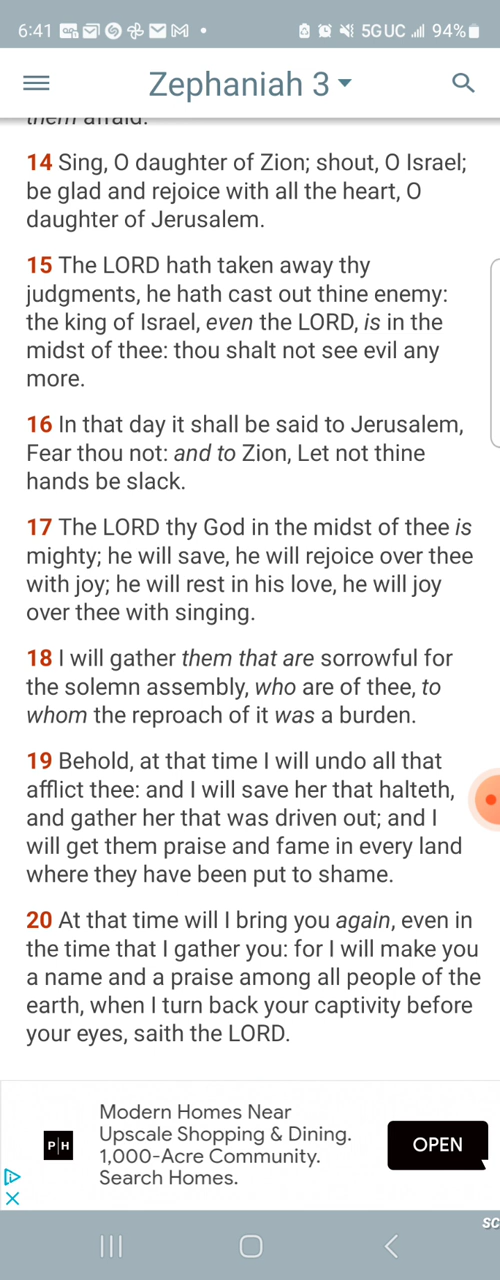 6:41
5GUC 94%
Zephaniah 3
them afraid.
14 Sing, O daughter of Zion; shout, O Israel;
be glad and rejoice with all the heart, O
daughter of Jerusalem.
15 The LORD hath taken away thy
judgments, he hath cast out thine enemy:
the king of Israel, even the LORD, is in the
midst of thee: thou shalt not see evil any
more.
16 In that day it shall be said to Jerusalem,
Fear thou not: and to Zion, Let not thine
hands be slack.
17 The LORD thy God in the midst of thee is
mighty; he will save, he will rejoice over thee
with joy; he will rest in his love, he will joy
over thee with singing.
18 I will gather them that are sorrowful for
the solemn assembly, who are of thee, to
whom the reproach of it was a burden.
19 Behold, at that time I will undo all that
afflict thee: and I will save her that halteth,
and gather her that was driven out; and I
will get them praise and fame in every land
where they have been put to shame.
20 At that time will I bring you again, even in
the time that I gather you: for I will make you
a name and a praise among all people of the
earth, when I turn back your captivity before
your eyes, saith the LORD.
Modern Homes Near
Upscale Shopping & Dining.
1,000-Acre Community.
Search Homes.
P|H
OPEN
SC